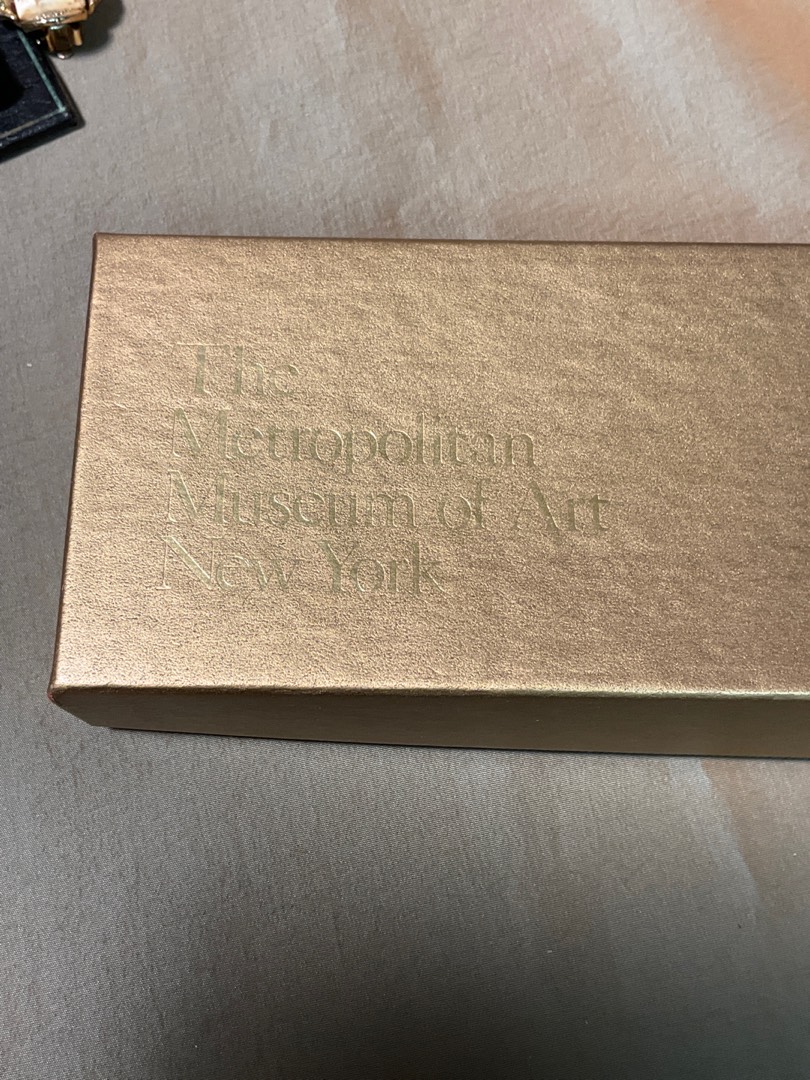 The
Metropolitan
Museum of Art
New York